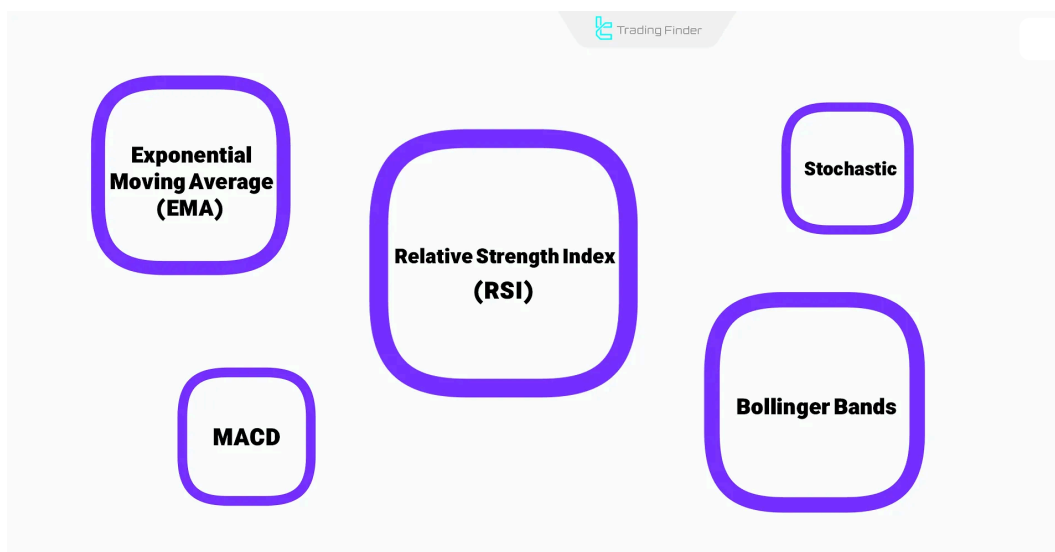 Trading Finder
Exponential
Moving Average
(EMA)
Relative Strength Index
(RSI)
Stochastic
MACD
Bollinger Bands